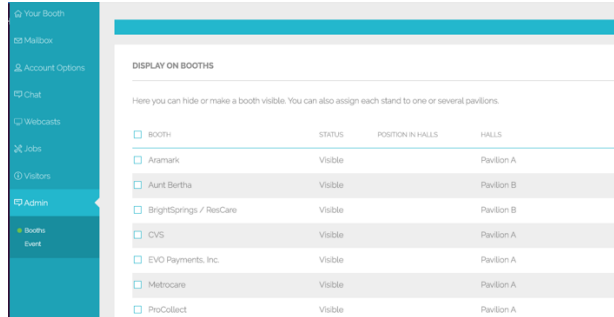 Your Booth
Mailbox
Account Options
Chat
Webcasts
Jobs
Visitors
Admin
Booths
Event
DISPLAY ON BOOTHS
Here you can hide or make a booth visible. You can also assign each stand to one or several pavilions.
BOOTH STATUS POSITION IN HALLS HALLS
Aramark Visible Pavilion A
Aunt Bertha Visible Pavilion B
BrightSprings / ResCare Visible Pavilion B
CVS Visible Pavilion A
EVO Payments, Inc. Visible Pavilion A
Metrocare Visible Pavilion A
ProCollect Visible Pavilion A